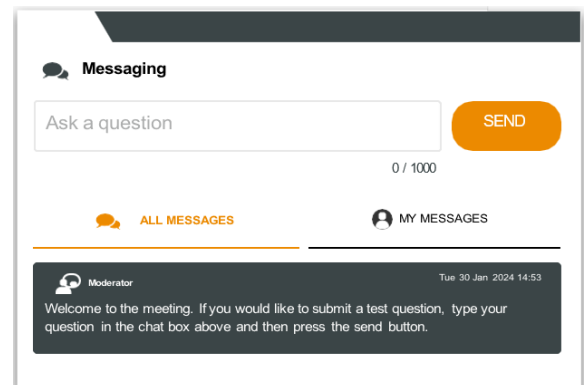 Messaging
Ask a question
SEND
0 / 1000
ALL MESSAGES
MY MESSAGES
Moderator
Tue 30 Jan 2024 14:53
Welcome to the meeting. If you would like to submit a test question, type your
question in the chat box above and then press the send button.